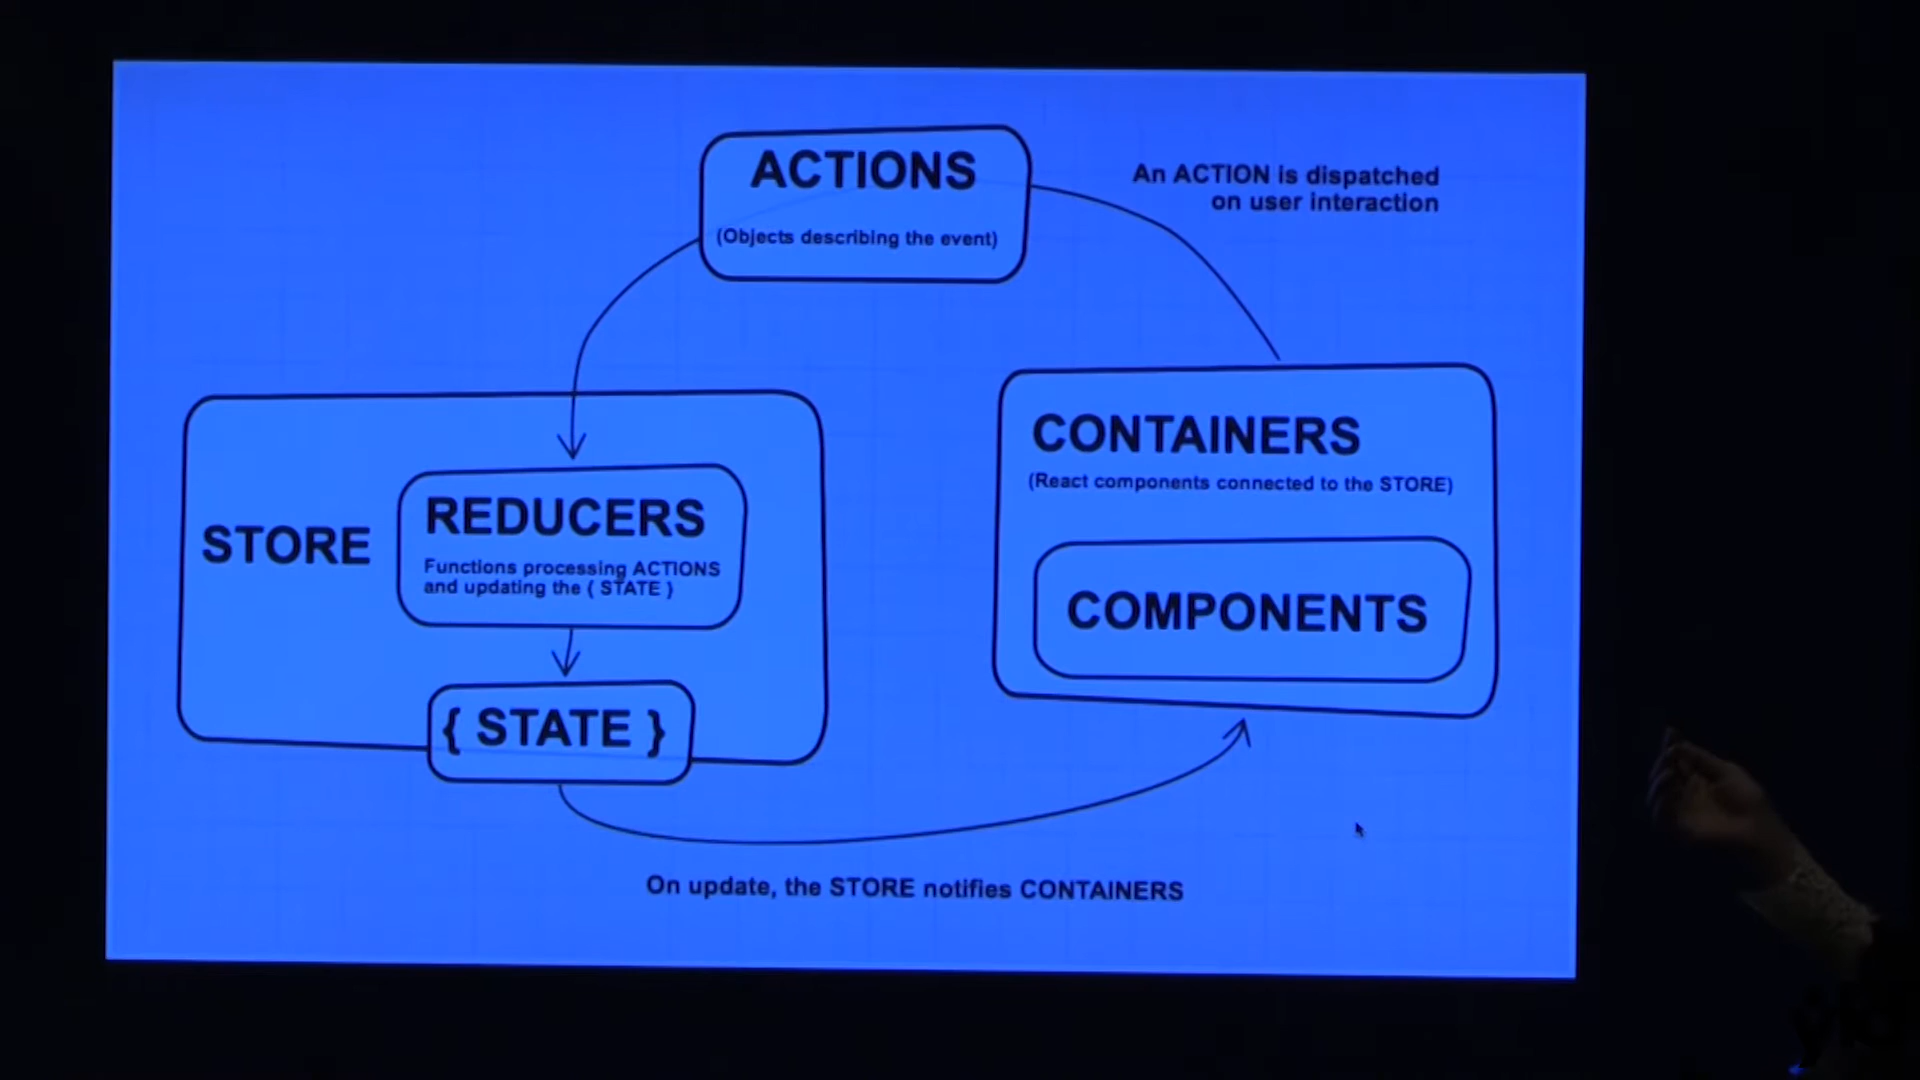 ACTIONS
(Objects describing the event)
An ACTION is dispatched
on user interaction
STORE
REDUCERS
Functions processing ACTIONS
and updating the ( STATE )
{ STATE }
CONTAINERS
(React components connected to the STORE)
COMPONENTS
On update, the STORE notifies CONTAINERS